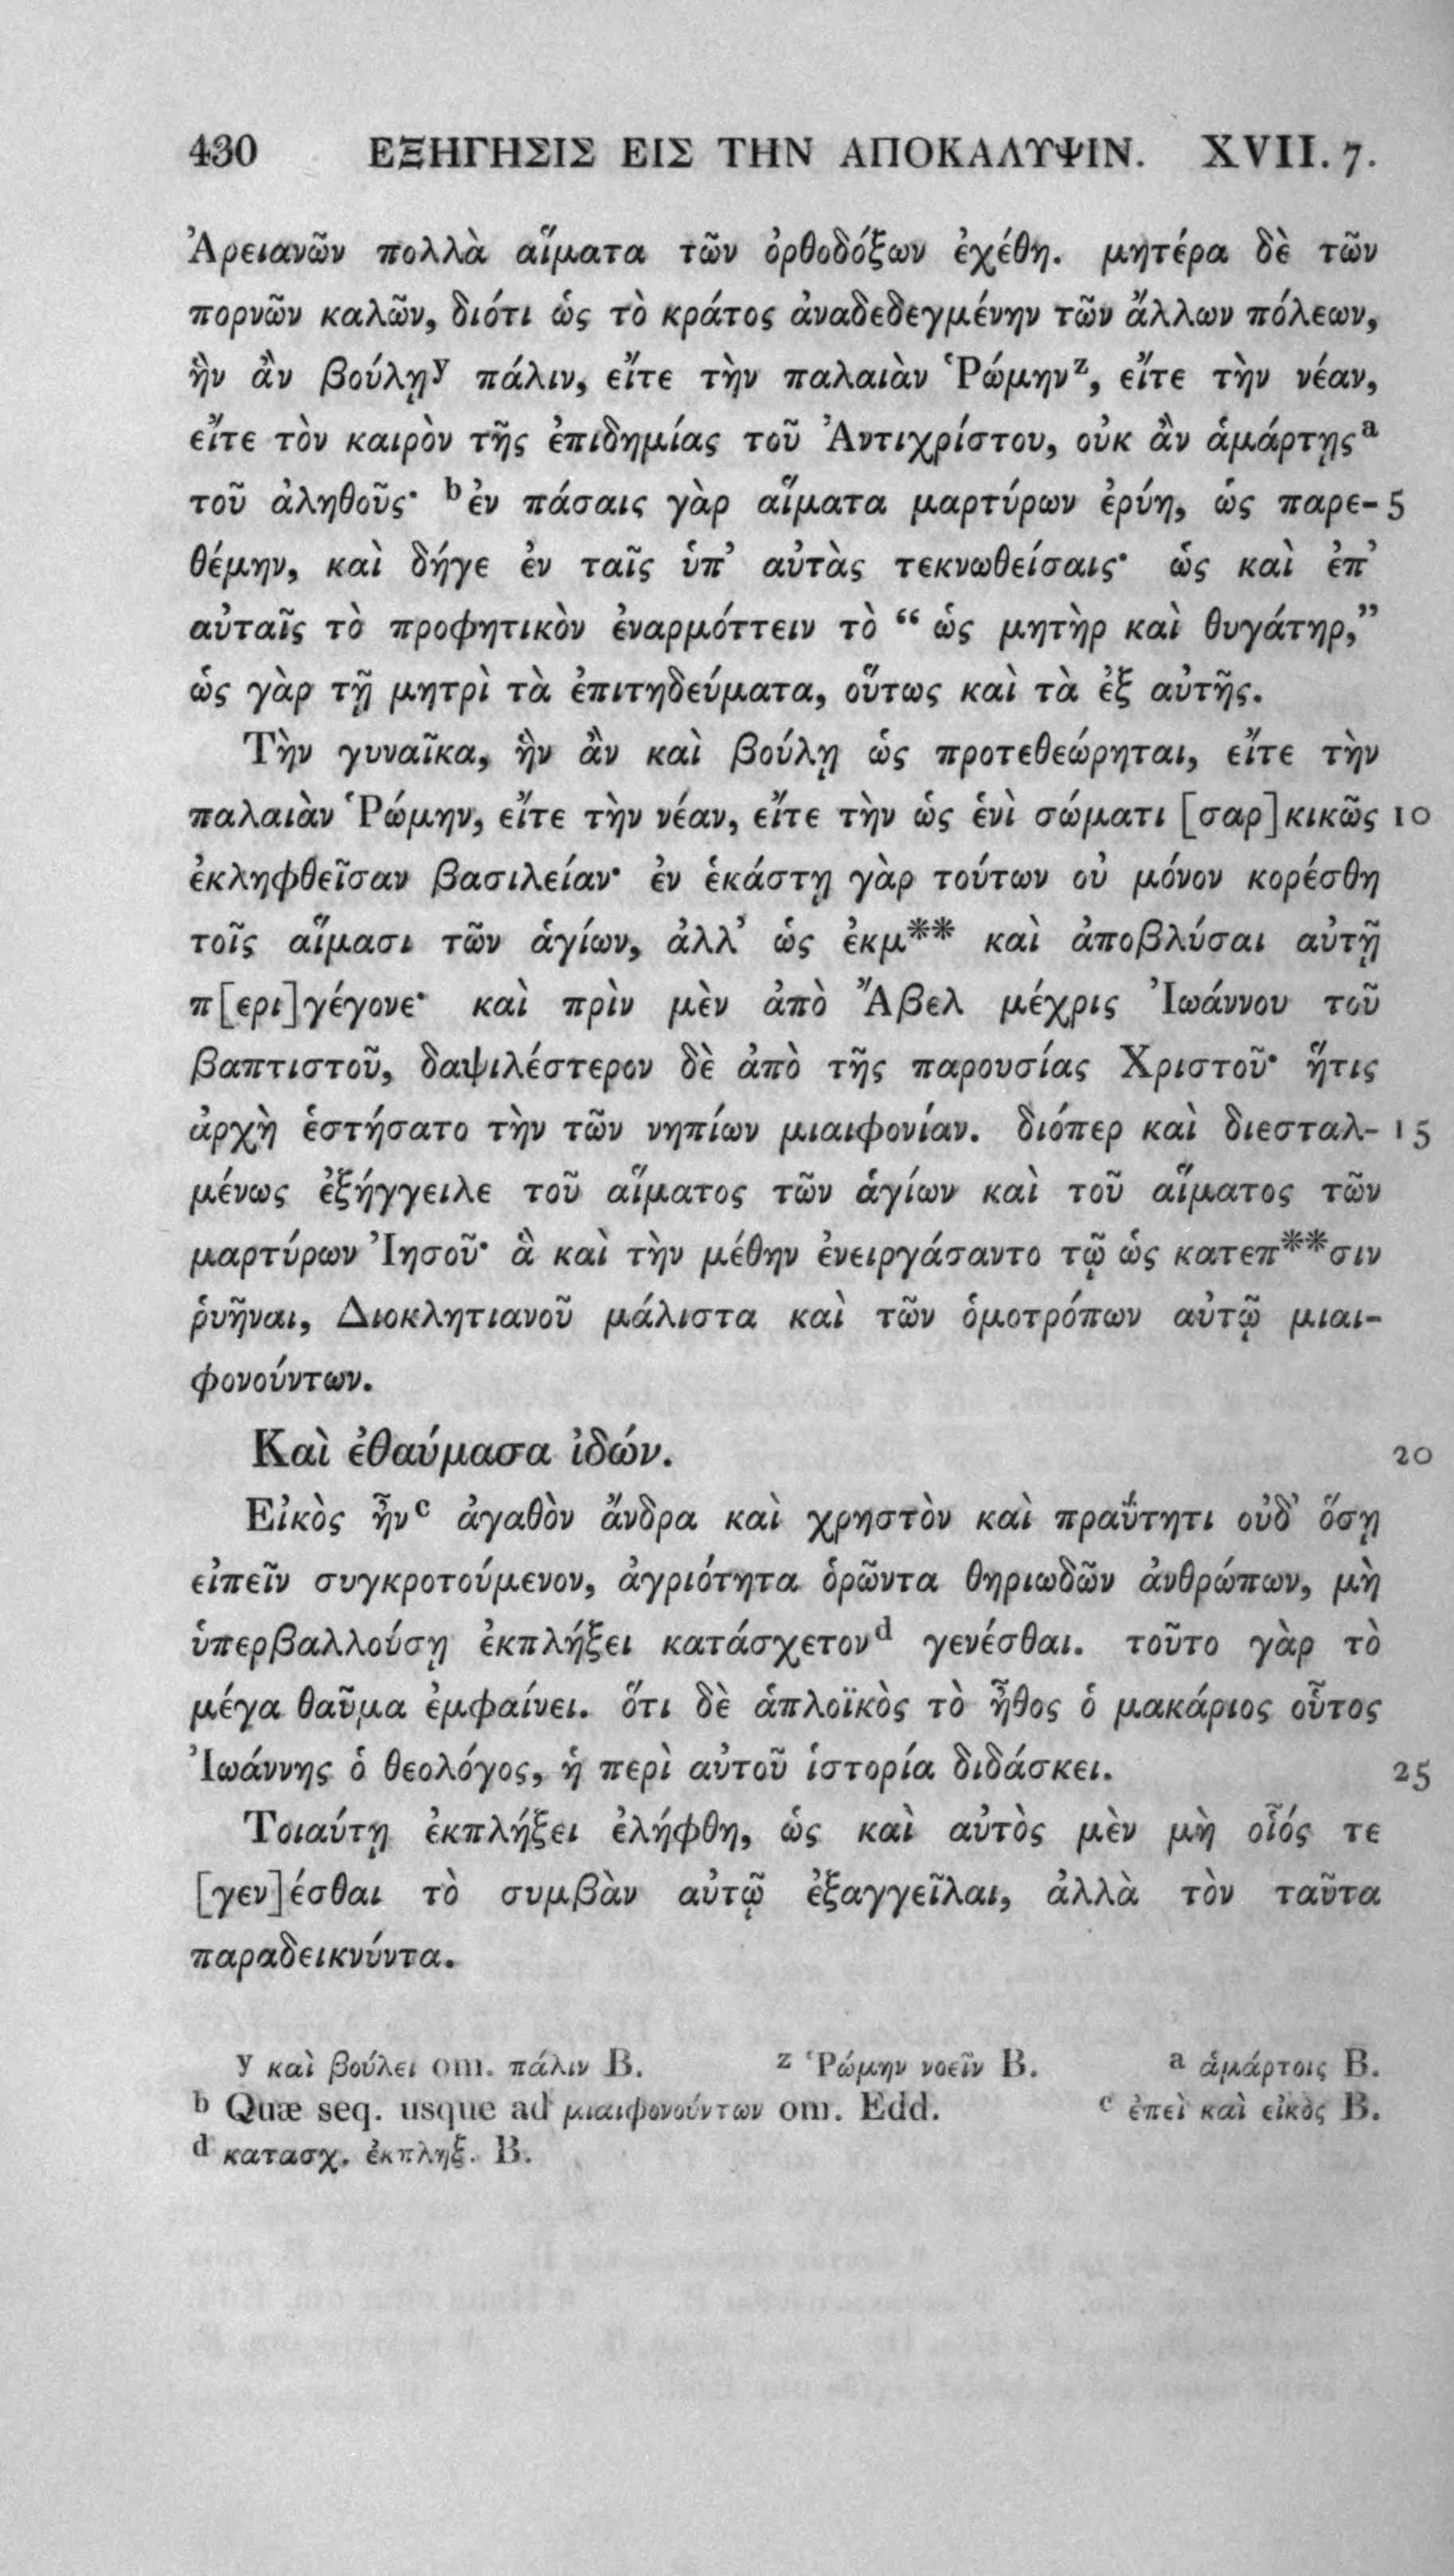 430 ΕΞΗΓΗΣΙΣ ΕΙΣ ΤΗΝ ΑΠΟΚΑΛΥΨΙΝ. XVII. 7.
Ἀρειανῶν πολλὰ αἵματα τῶν ὀρθοδόξων ἐχέθη. μητέρα δὲ τῶν
πορνῶν καλῶν, διότι ὡς τὸ κράτος ἀναδεδεγμένην τῶν ἄλλων πόλεων,
ἣν ἂν βούλῃ y πάλιν, εἴτε τὴν παλαιὰν Ῥώμην z, εἴτε τὴν νέαν,
εἴτε τὸν καιρὸν τῆς ἐπιδημίας τοῦ Ἀντιχρίστου, οὐκ ἂν ἁμάρτῃς a
τοῦ ἀληθοῦς· b ἐν πάσαις γὰρ αἵματα μαρτύρων ἐρύη, ὡς παρε- 5
θέμην, καὶ δήγε ἐν ταῖς ὑπ’ αὐτὰς τεκνωθείσαις· ὡς καὶ ἐπ’
αὐταῖς τὸ προφητικὸν ἐναρμόττειν τὸ “ ὡς μητὴρ καὶ θυγάτηρ,”
ὡς γὰρ τῇ μητρὶ τὰ ἐπιτηδεύματα, οὕτως καὶ τὰ ἐξ αὐτῆς.
Τὴν γυναῖκα, ἣν ἂν καὶ βούλῃ ὡς προτεθεώρηται, εἴτε τὴν
παλαιὰν Ῥώμην, εἴτε τὴν νέαν, εἴτε τὴν ὡς ἑνὶ σώματι [σαρ]κικῶς 10
ἐκληφθεῖσαν βασιλείαν· ἐν ἑκάστῃ γὰρ τούτων οὐ μόνον κορέσθη
τοῖς αἵμασι τῶν ἁγίων, ἀλλ’ ὡς ἐκμ** καὶ ἀποβλύσαι αὐτῇ
π[ερι]γέγονε· καὶ πρὶν μὲν ἀπὸ Ἄβελ μέχρις Ἰωάννου τοῦ
βαπτιστοῦ, δαψιλέστερον δὲ ἀπὸ τῆς παρουσίας Χριστοῦ· ἥτις
ἀρχὴ ἑστήσατο τὴν τῶν νηπίων μιαιφονίαν. διόπερ καὶ διεσταλ- 15
μένως ἐξήγγειλε τοῦ αἵματος τῶν ἁγίων καὶ τοῦ αἵματος τῶν
μαρτύρων Ἰησοῦ· ἃ καὶ τὴν μέθην ἐνειργάσαντο τῷ ὡς κατεπ**σιν
ῥυῆναι, Διοκλητιανοῦ μάλιστα καὶ τῶν ὁμοτρόπων αὐτῷ μιαι-
φονούντων.
Καὶ ἐθαύμασα ἰδών. 20
Εἰκὸς ἦν c ἀγαθὸν ἄνδρα καὶ χρηστὸν καὶ πραΰτητι οὐδ’ ὅσῃ
εἰπεῖν συγκροτούμενον, ἀγριότητα ὁρῶντα θηριωδῶν ἀνθρώπων, μὴ
ὑπερβαλλούσῃ ἐκπλήξει κατάσχετον d γενέσθαι. τοῦτο γὰρ τὸ
μέγα θαῦμα ἐμφαίνει. ὅτι δὲ ἁπλοϊκὸς τὸ ἦθος ὁ μακάριος οὗτος
Ἰωάννης ὁ θεολόγος, ἡ περὶ αὐτοῦ ἱστορία διδάσκει. 25
Τοιαύτῃ ἐκπλήξει ἐλήφθη, ὡς καὶ αὐτὸς μὲν μὴ οἷός τε
[γεν]έσθαι τὸ συμβὰν αὐτῷ ἐξαγγεῖλαι, ἀλλὰ τὸν ταῦτα
παραδεικνύντα.
y καὶ βούλει om. πάλιν B. z Ῥώμην νοεῖν B. a ἁμάρτοις B.
b Quæ seq. usque ad μιαιφονούντων om. Edd. c ἐπεὶ καὶ εἰκὸς B.
d κατασχ. ἐκπληξ. B.